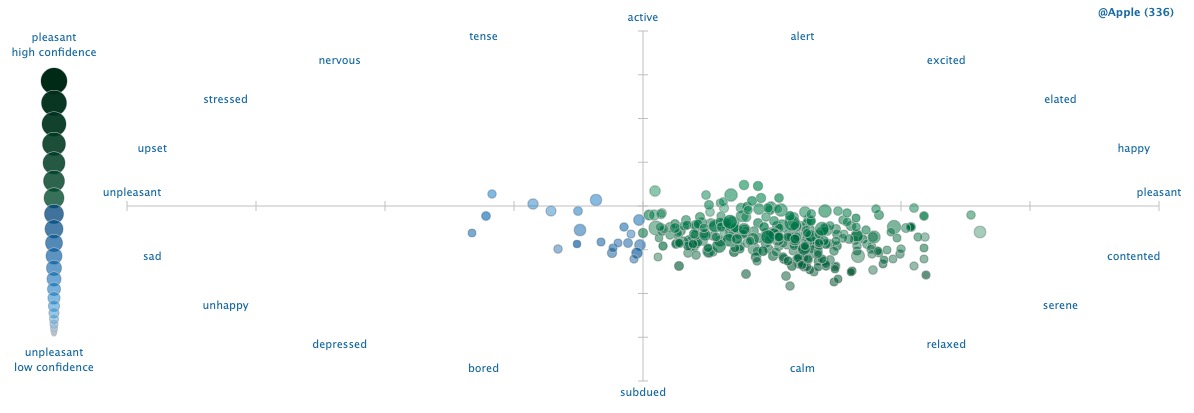 @Apple (336)
active
tense
alert
pleasant
high confidence
nervous
excited
stressed
elated
upset
happy
unpleasant
pleasant
sad
contented
unhappy
serene
depressed
relaxed
unpleasant
low confidence
bored
calm
subdued